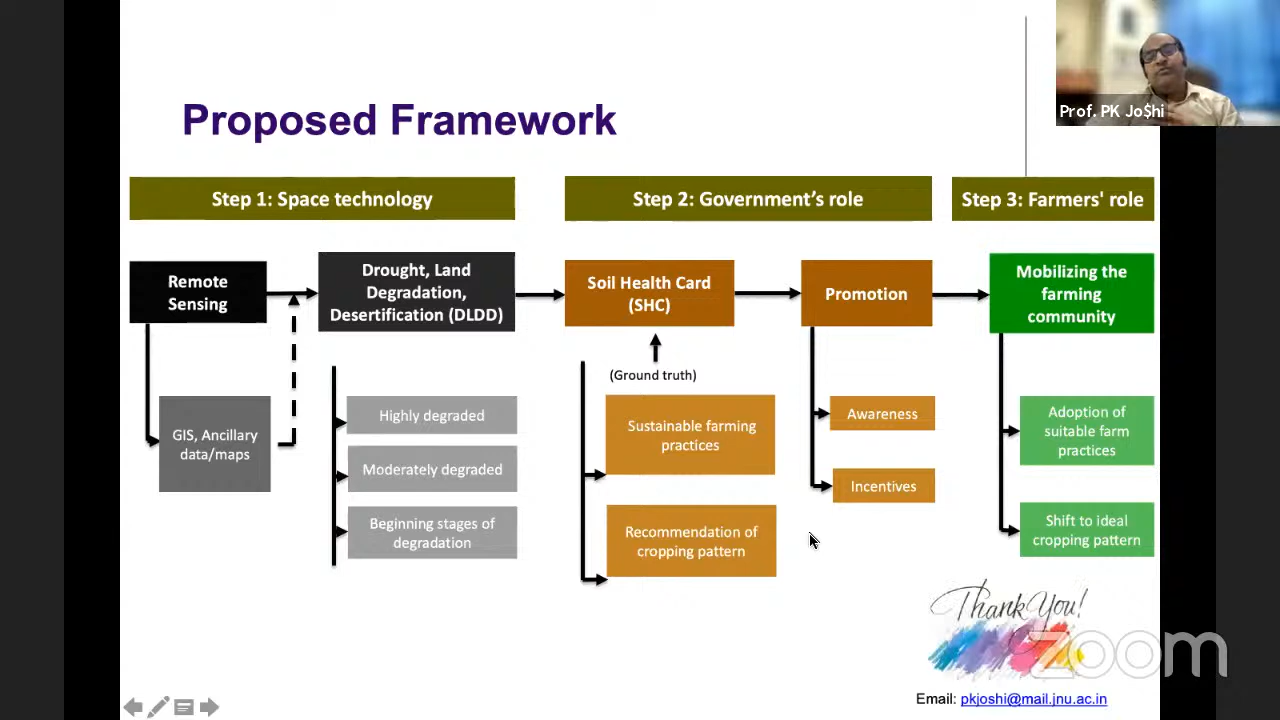 Prof. PK Jo$hi
Proposed Framework
Step 1: Space technology
Step 2: Government's role
Step 3: Farmers' role
Remote
Sensing
Drought, Land
Degradation,
Desertification (DLDD)
Soil Health Card
(SHC)
Promotion
Mobilizing the
farming
community
(Ground truth)
GIS, Ancillary
data/maps
Highly degraded
Moderately degraded
Beginning stages of
degradation
Sustainable farming
practices
Recommendation of
cropping pattern
Awareness
Incentives
Adoption of
suitable farm
practices
Shift to ideal
cropping pattern
Thank You!
zoom
Email: pkjoshi@mail.jnu.ac.in